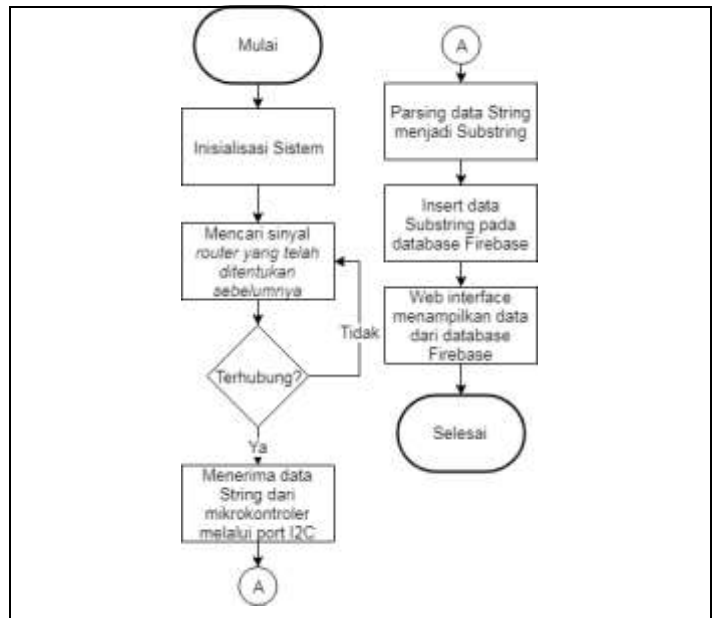 Mulai
Inisialisasi Sistem
Mencari sinyal
router yang telah
ditentukan
sebelumnya
Tidak
Terhubung?
Ya
Menerima data
String dari
mikrokontroler
melalui port I2C
A
A
Parsing data String
menjadi Substring
Insert data
Substring pada
database Firebase
Web interface
menampilkan data
dari database
Firebase
Selesai